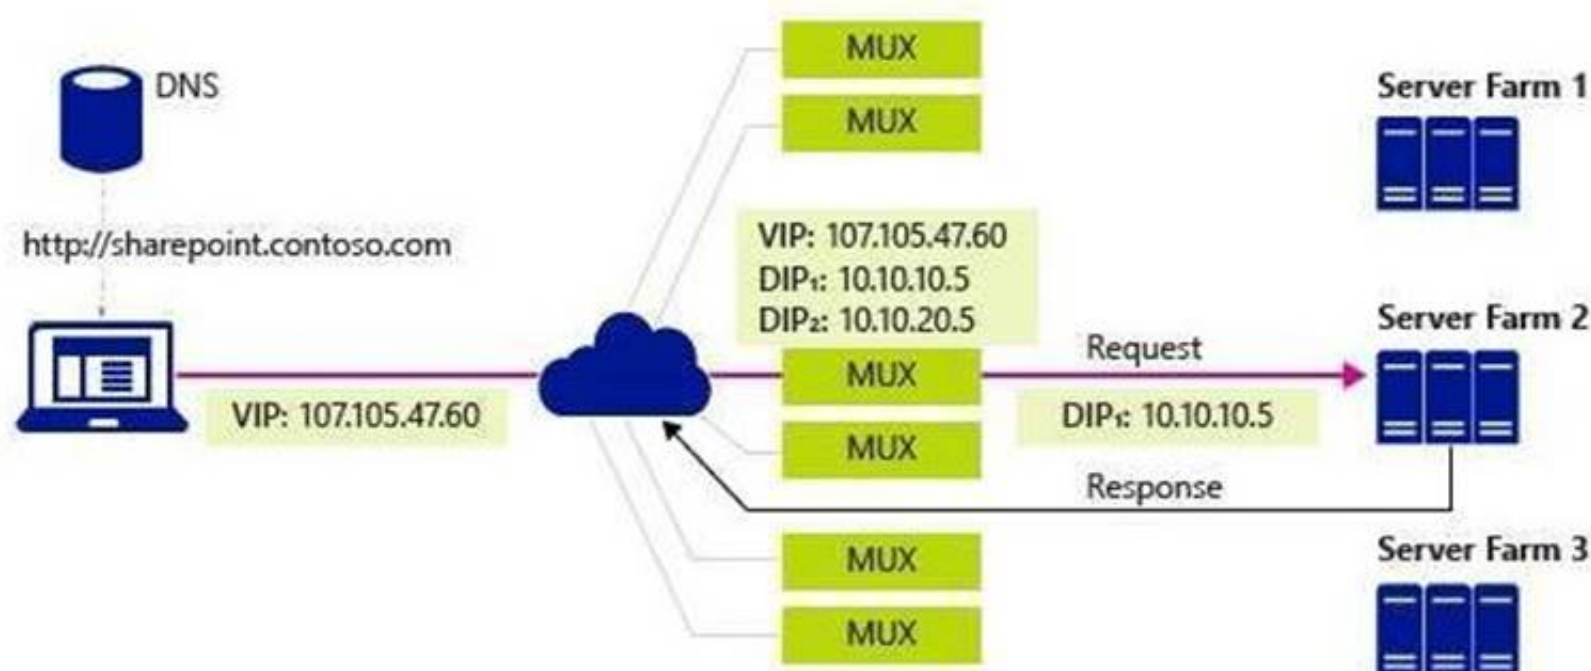 MUX
DNS
MUX
Server Farm 1
http://sharepoint.contoso.com
VIP: 107.105.47.60
DIP₁: 10.10.10.5
DIP₂: 10.10.20.5
Server Farm 2
Request
MUX
VIP: 107.105.47.60
DIP₁: 10.10.10.5
MUX
Response
Server Farm 3
MUX
MUX